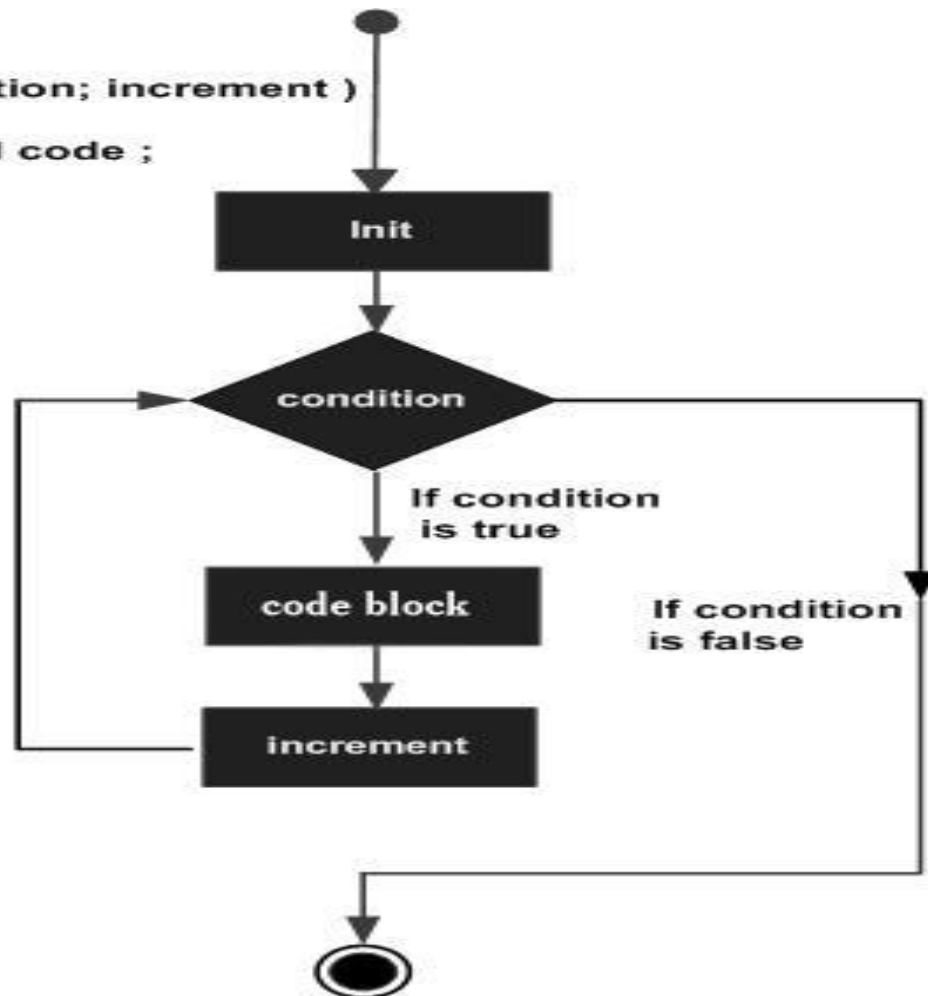 tion; increment )
code ;
Init
condition
If condition
is true
code block
If condition
is false
increment